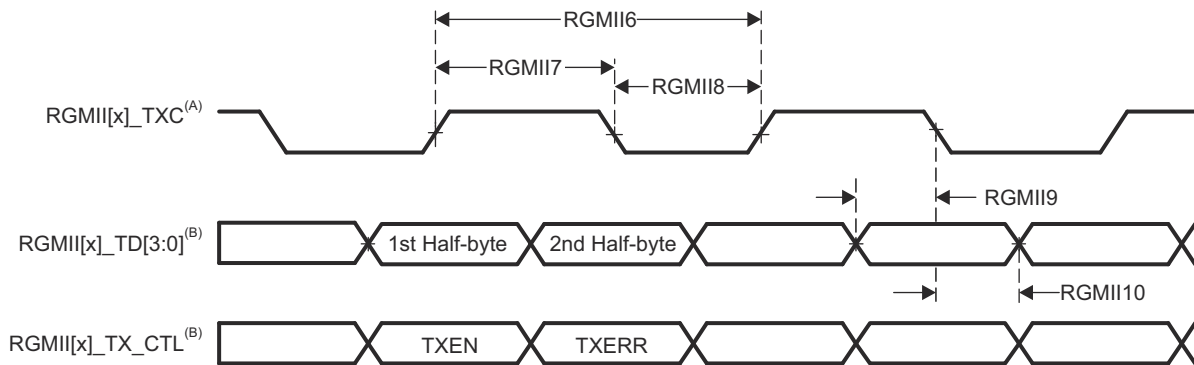 RGMII6
RGMII7
RGMII8
RGMII[x]_TXC(A)
RGMII9
RGMII[x]_TD[3:0](B)
1st Half-byte
2nd Half-byte
RGMII10
RGMII[x]_TX_CTL(B)
TXEN
TXERR